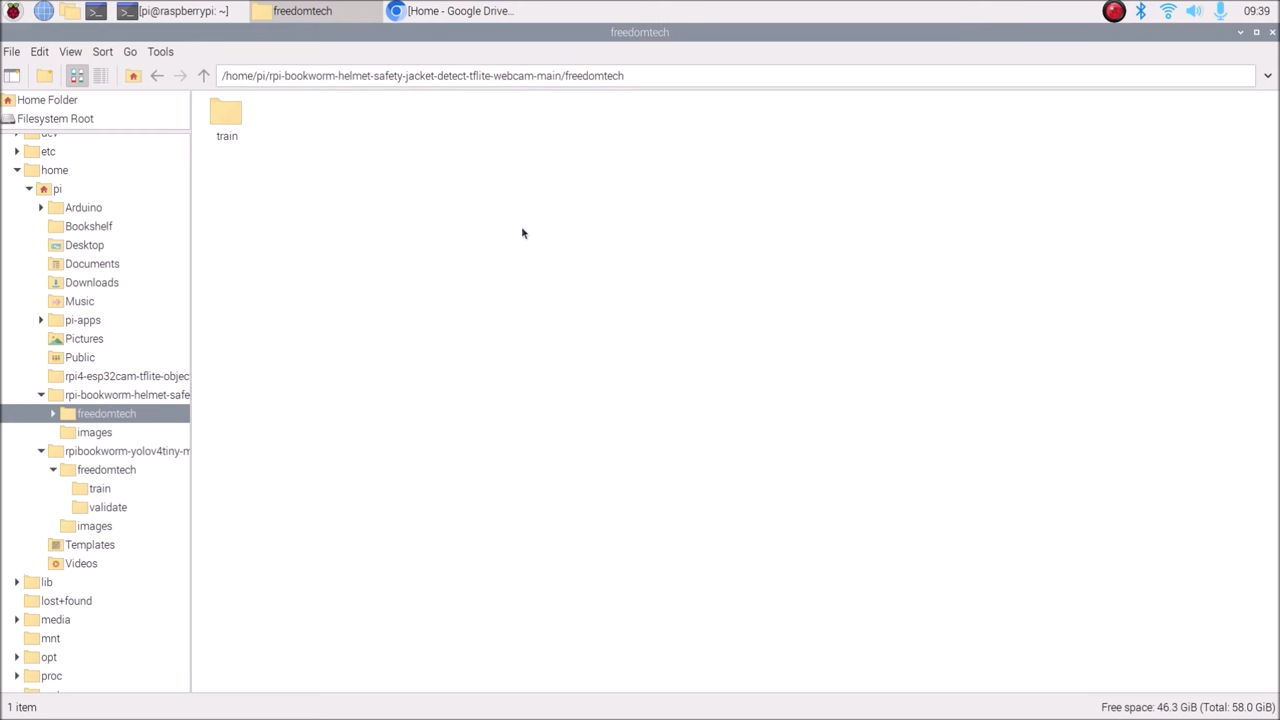 [pi@raspberrypi: ~]
freedomtech
[Home - Google Drive...
09:39
freedomtech
File Edit View Sort Go Tools
/home/pi/rpi-bookworm-helmet-safety-jacket-detect-tflite-webcam-main/freedomtech
Home Folder
Filesystem Root
dev
etc
home
pi
Arduino
Bookshelf
Desktop
Documents
Downloads
Music
pi-apps
Pictures
Public
rpi4-esp32cam-tflite-objec
rpi-bookworm-helmet-safe
freedomtech
images
rpibookworm-yolov4tiny-m
freedomtech
train
validate
images
Templates
Videos
lib
lost+found
media
mnt
opt
proc
train
1 item
Free space: 46.3 GiB (Total: 58.0 GiB)